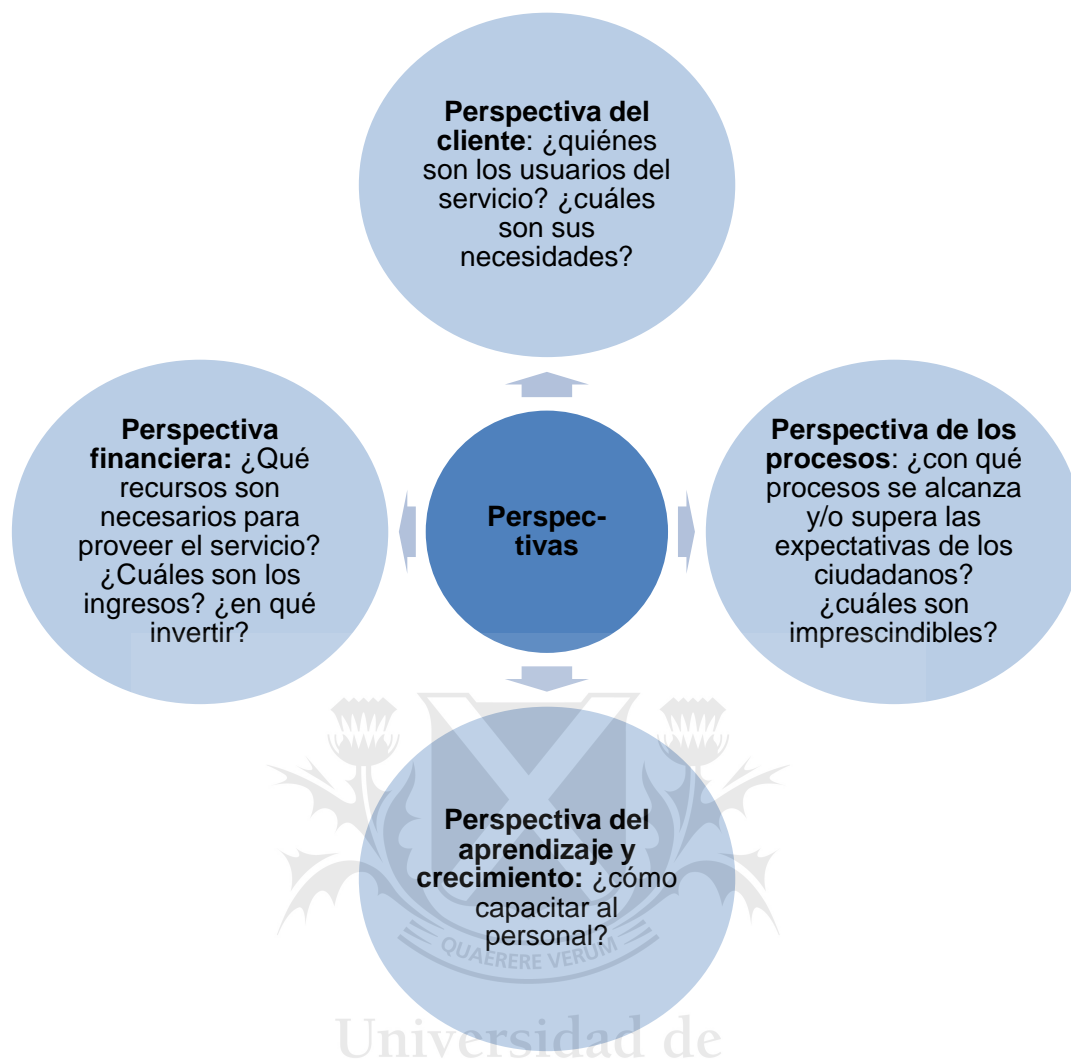 Perspectiva del
cliente: ¿quiénes
son los usuarios del
servicio? ¿cuáles
son sus
necesidades?
Perspectiva
financiera: ¿Qué
recursos son
necesarios para
proveer el servicio?
¿Cuáles son los
ingresos? ¿en qué
invertir?
Perspec-
tivas
Perspectiva de los
procesos: ¿con qué
procesos se alcanza
y/o supera las
expectativas de los
ciudadanos?
¿cuáles son
imprescindibles?
Perspectiva del
aprendizaje y
crecimiento: ¿cómo
capacitar al
personal?
QUAERERE VERUM
Universidad de